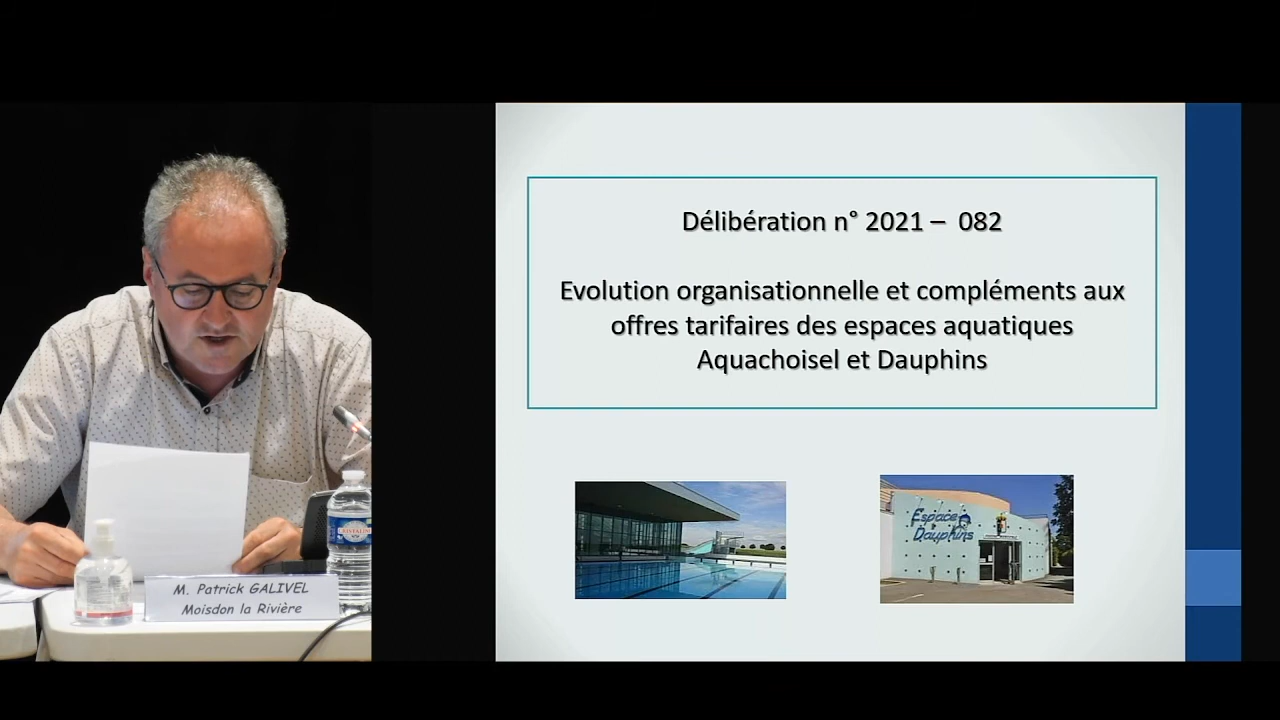 Délibération n° 2021 – 082
Evolution organisationnelle et compléments aux
offres tarifaires des espaces aquatiques
Aquachoisel et Dauphins
Espace
Dauphins
CRISTALINE
M. Patrick GALIVEL
Moisdon la Rivière